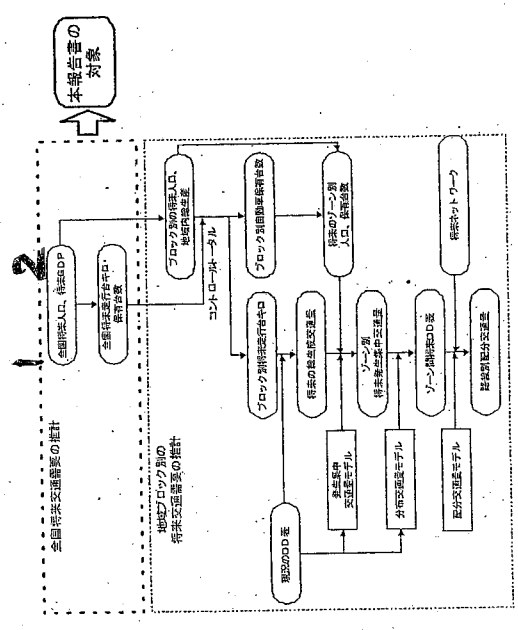 本報告書の
対象
1
2
全国将来交通需要の推計
全国将来人口、将来GDP
全国将来走行台キロ・
保有台数
地域ブロック別の
将来交通需要の推計
ブロック別の将来人口、
地域内総生産
コントロールトータル
ブロック別自動車保有台数
ブロック別将来走行台キロ
将来のゾーン別
人口、保有台数
現況のOD表
将来の総生成交通量
発生集中
交通量モデル
ゾーン別
将来発生集中交通量
分布交通量モデル
ゾーン間将来OD表
将来ネットワーク
配分交通量モデル
路線別配分交通量